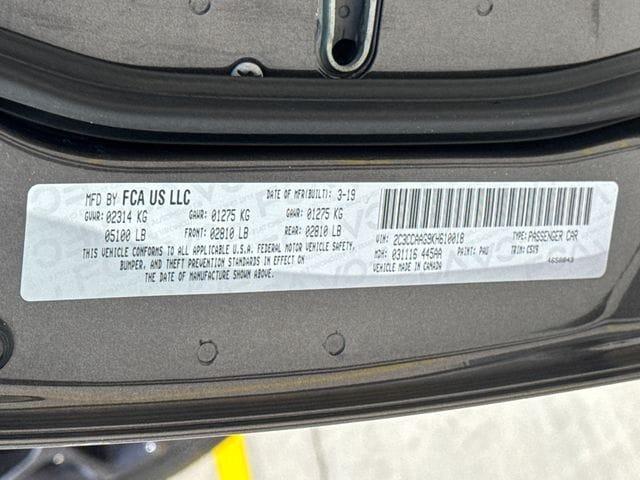 MFD BY FCA US LLC DATE OF MFR(BUILT): 3-19
GVWR: 02314 KG GAWR: 01275 KG GAWR: 01275 KG
05100 LB FRONT: 02810 LB REAR: 02810 LB
THIS VEHICLE CONFORMS TO ALL APPLICABLE U.S.A. FEDERAL MOTOR VEHICLE SAFETY,
BUMPER, AND THEFT PREVENTION STANDARDS IN EFFECT ON
THE DATE OF MANUFACTURE SHOWN ABOVE.
VIN: 2C3CCAAG9KH610018 TYPE: PASSENGER CAR
MDH: 031116 445AA PAINT: PAU TRIM: CSX9
VEHICLE MADE IN CANADA 4658843